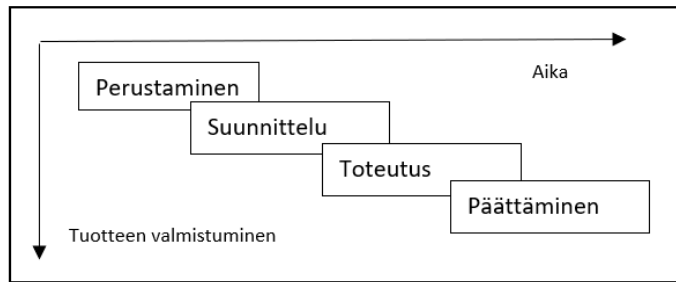 Aika
Perustaminen
Suunnittelu
Toteutus
Päättäminen
Tuotteen valmistuminen